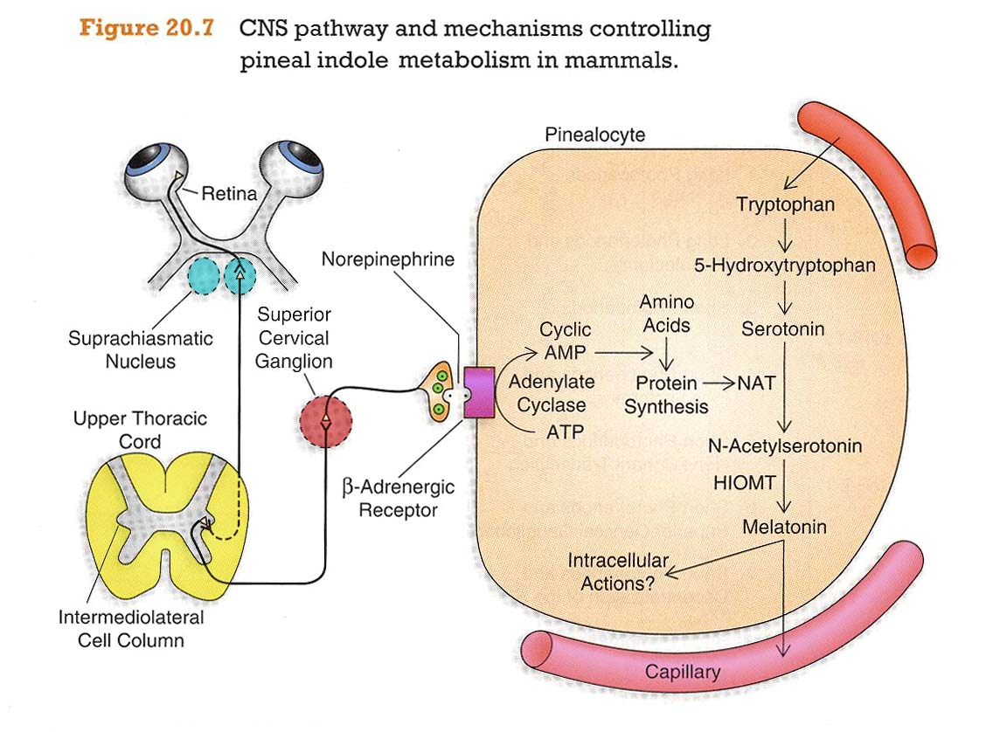 Figure 20.7 CNS pathway and mechanisms controlling
pineal indole metabolism in mammals.
Pinealocyte
Retina
Tryptophan
Norepinephrine
5-Hydroxytryptophan
Superior
Cervical
Ganglion
Suprachiasmatic
Nucleus
Amino
Acids
Cyclic
AMP
Serotonin
Adenylate
Cyclase
ATP
Protein
Synthesis
NAT
Upper Thoracic
Cord
N-Acetylserotonin
β-Adrenergic
Receptor
HIOMT
Melatonin
Intracellular
Actions?
Intermediolateral
Cell Column
Capillary